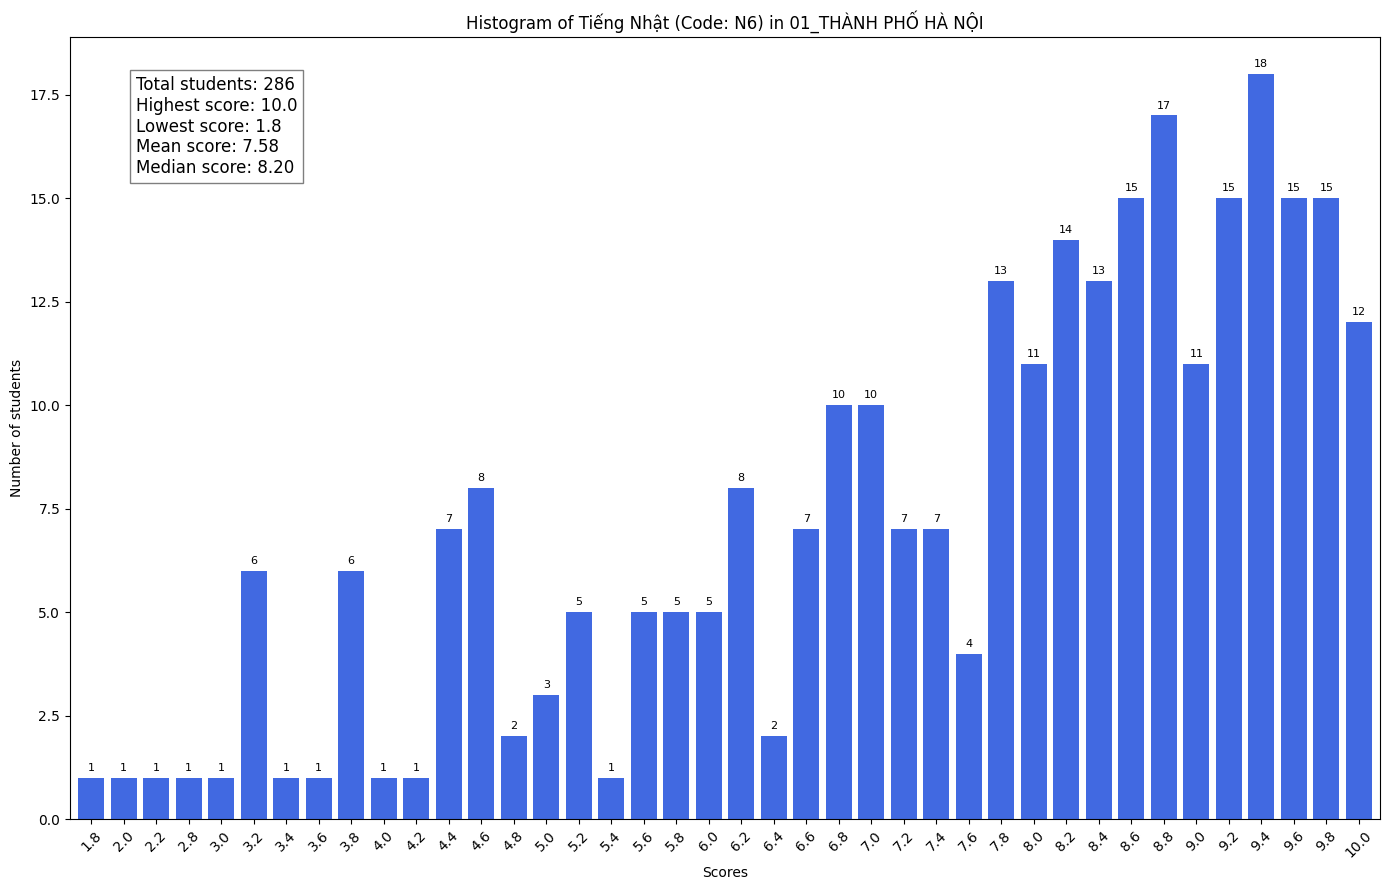 Histogram of Tiếng Nhật (Code: N6) in 01_THÀNH PHỐ HÀ NỘI
Total students: 286
Highest score: 10.0
Lowest score: 1.8
Mean score: 7.58
Median score: 8.20
Number of students
17.5
15.0
12.5
10.0
7.5
5.0
2.5
0.0
1 1 1 1 1 6 1 1 6 1 1 7 8 2 3 5 1 5 5 5 8 2 7 10 10 7 7 4 13 11 14 13 15 17 11 15 18 15 15 12
1.8 2.0 2.2 2.8 3.0 3.2 3.4 3.6 3.8 4.0 4.2 4.4 4.6 4.8 5.0 5.2 5.4 5.6 5.8 6.0 6.2 6.4 6.6 6.8 7.0 7.2 7.4 7.6 7.8 8.0 8.2 8.4 8.6 8.8 9.0 9.2 9.4 9.6 9.8 10.0
Scores